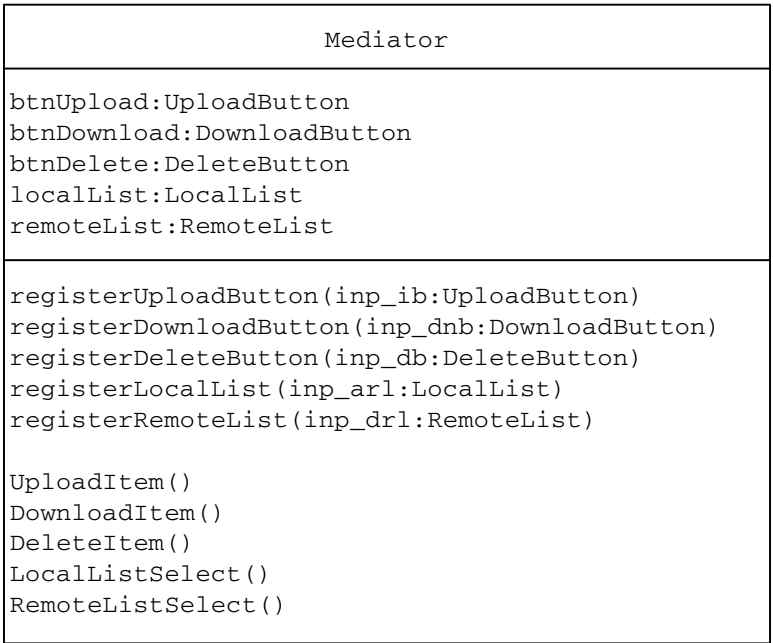 Mediator
btnUpload:UploadButton
btnDownload:DownloadButton
btnDelete:DeleteButton
localList:LocalList
remoteList:RemoteList
registerUploadButton(inp_ib:UploadButton)
registerDownloadButton(inp_dnb:DownloadButton)
registerDeleteButton(inp_db:DeleteButton)
registerLocalList(inp_arl:LocalList)
registerRemoteList(inp_drl:RemoteList)
UploadItem()
DownloadItem()
DeleteItem()
LocalListSelect()
RemoteListSelect()